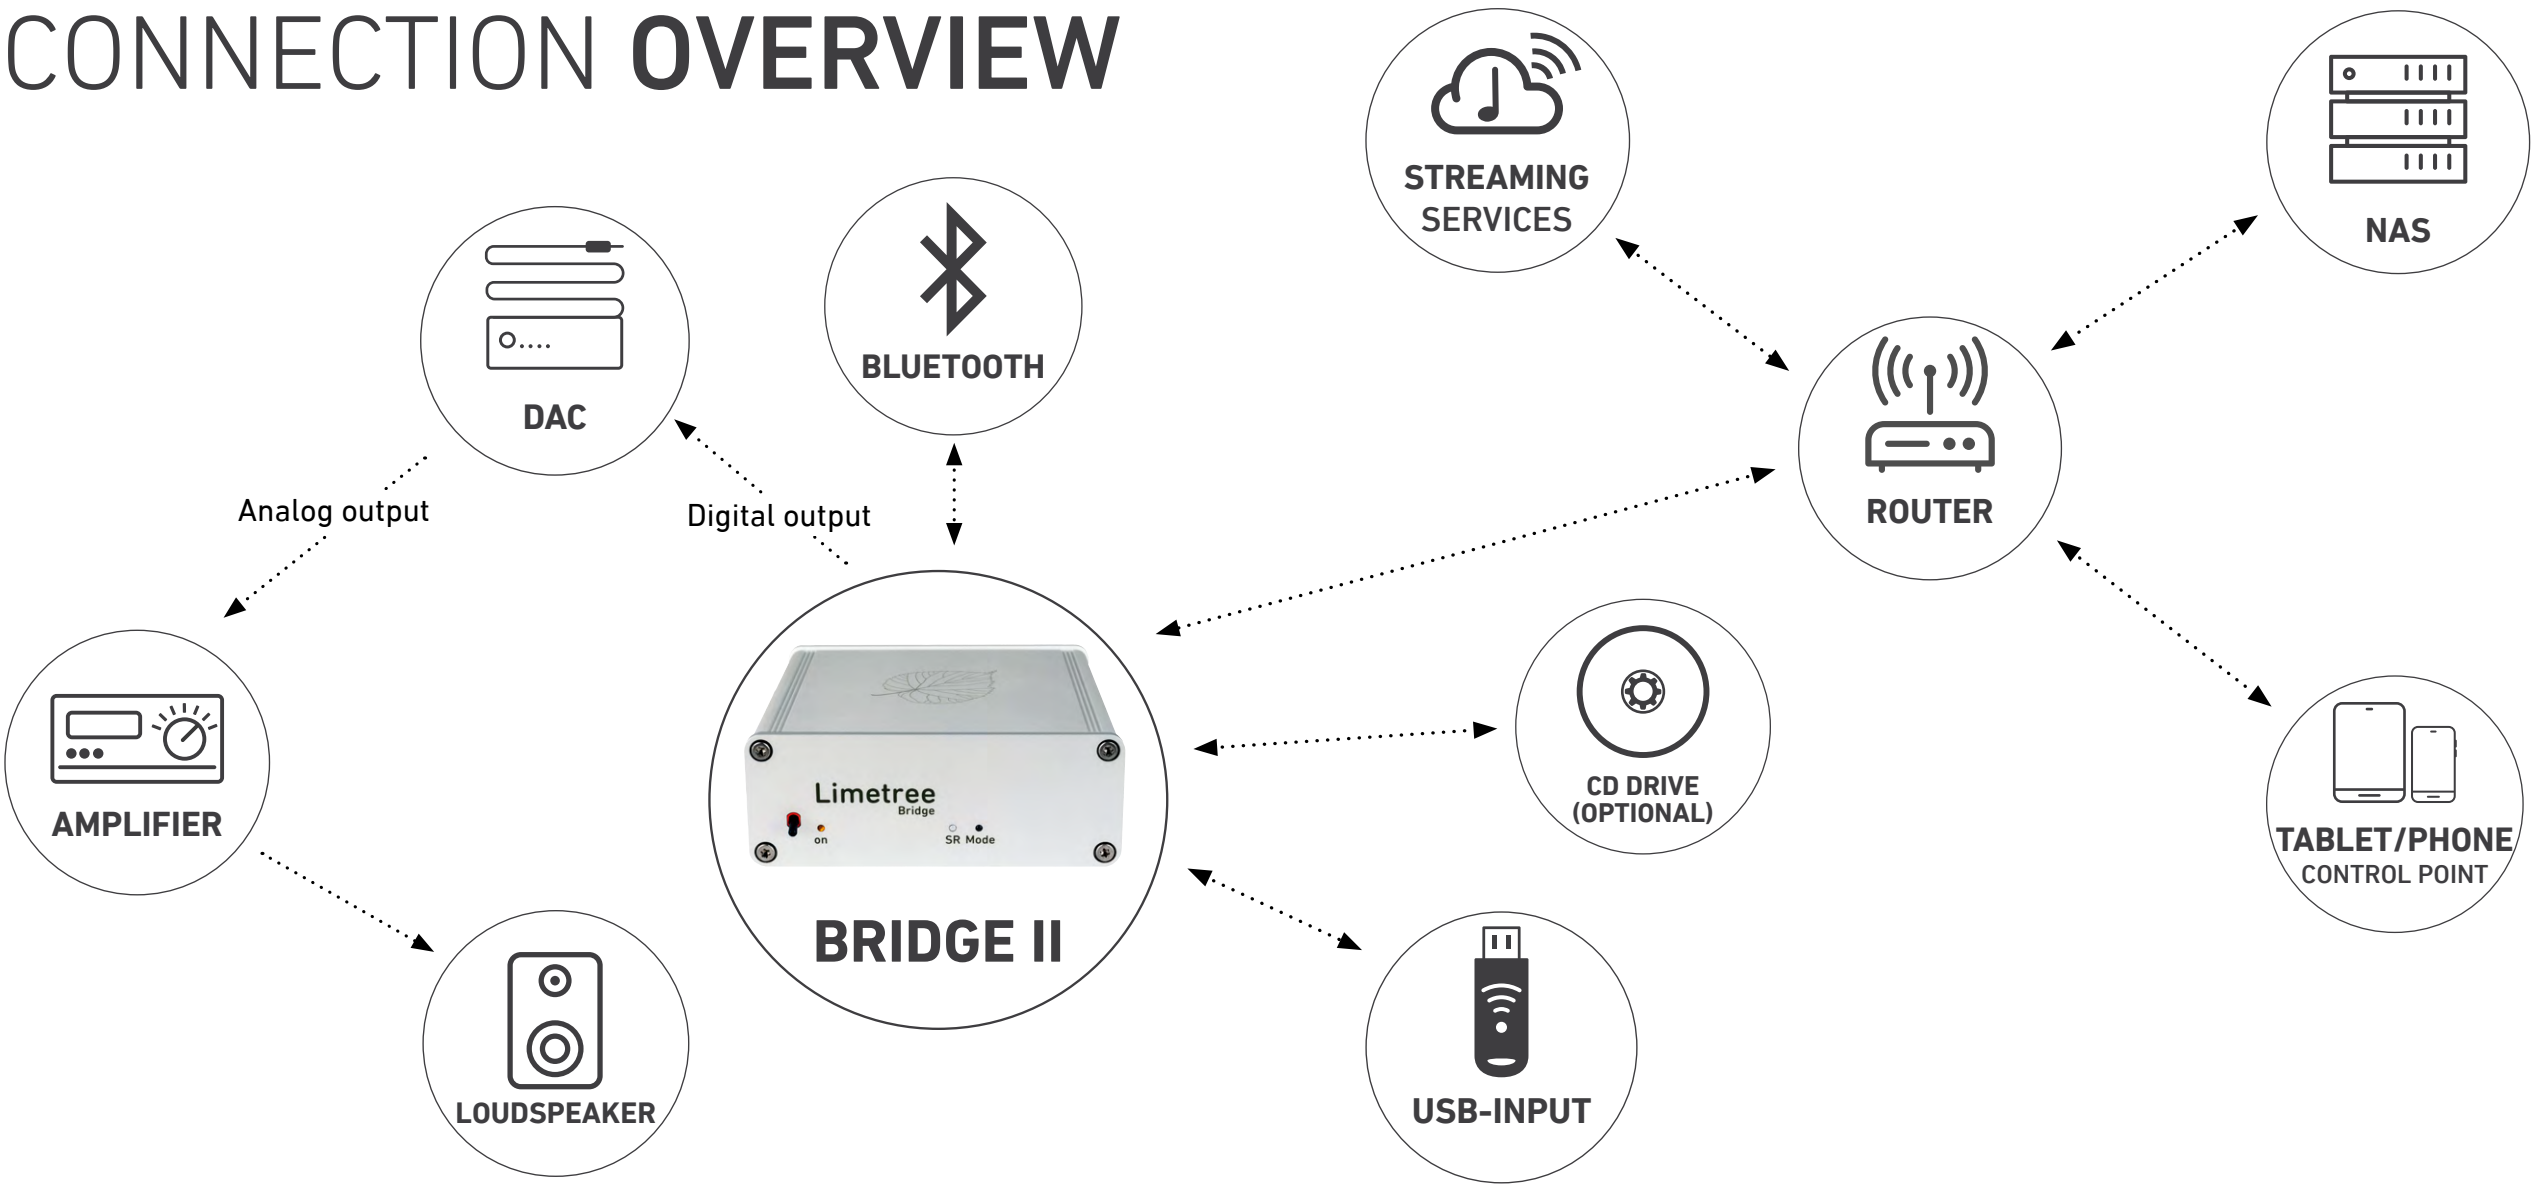 CONNECTION OVERVIEW
STREAMING
SERVICES
NAS
BLUETOOTH
DAC
Analog output
Digital output
ROUTER
AMPLIFIER
Limetree
Bridge
on
SR Mode
BRIDGE II
CD DRIVE
(OPTIONAL)
TABLET/PHONE
CONTROL POINT
LOUDSPEAKER
USB-INPUT